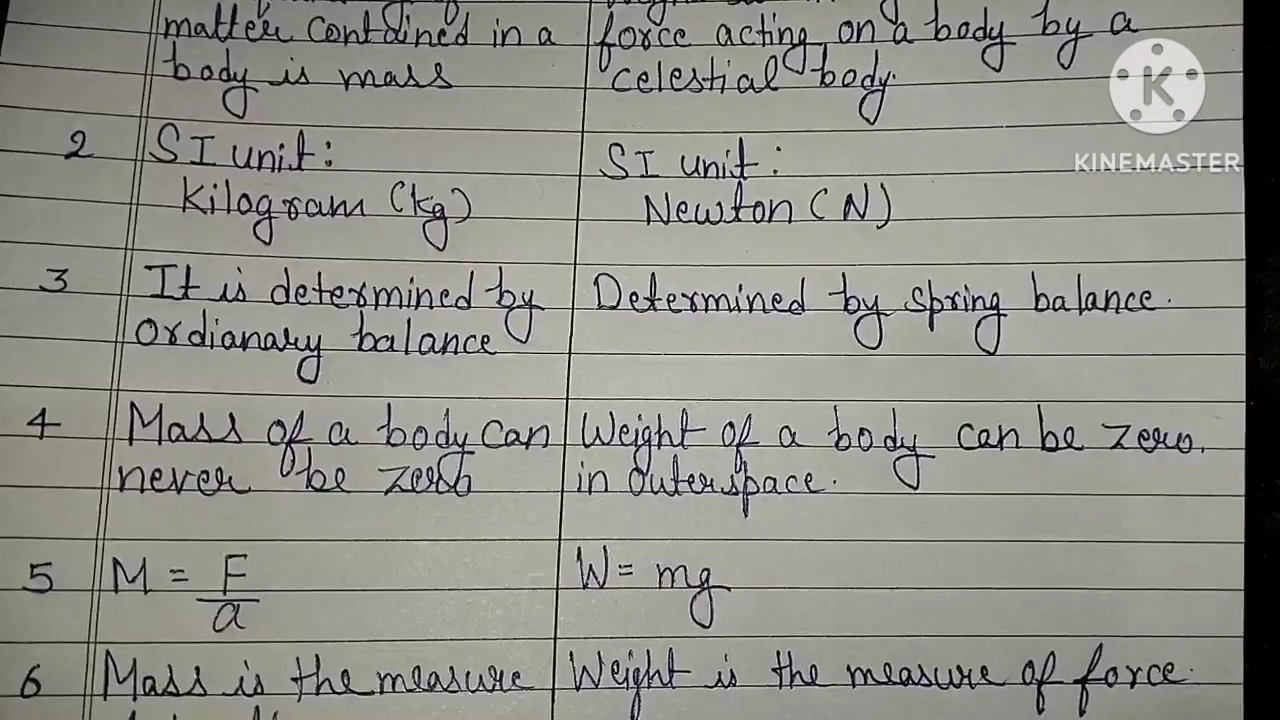 matter contained in a force acting on a body by a
body is mass celestial body.
K
KINEMASTER
2 SI unit: SI unit:
Kilogram (kg) Newton (N)
3 It is determined by Determined by spring balance.
ordianary balance
4 Mass of a body can Weight of a body can be zero.
never be zero in outerspace.
5 M = F/a W = mg
6 Mass is the measure Weight is the measure of force.